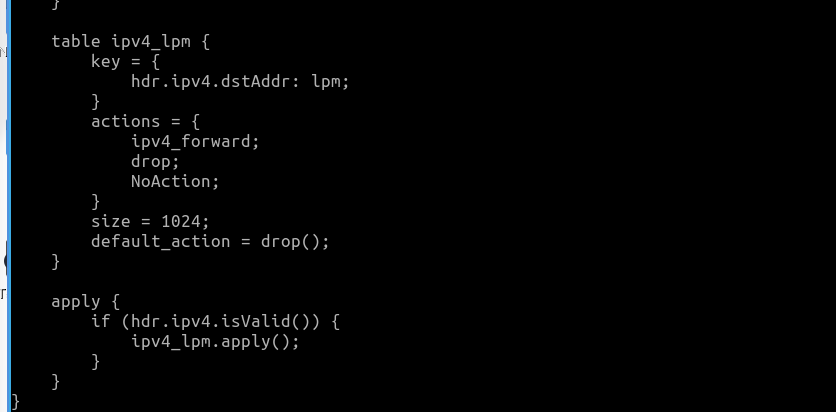 }

    table ipv4_lpm {
        key = {
            hdr.ipv4.dstAddr: lpm;
        }
        actions = {
            ipv4_forward;
            drop;
            NoAction;
        }
        size = 1024;
        default_action = drop();
    }

    apply {
        if (hdr.ipv4.isValid()) {
            ipv4_lpm.apply();
        }
    }
}